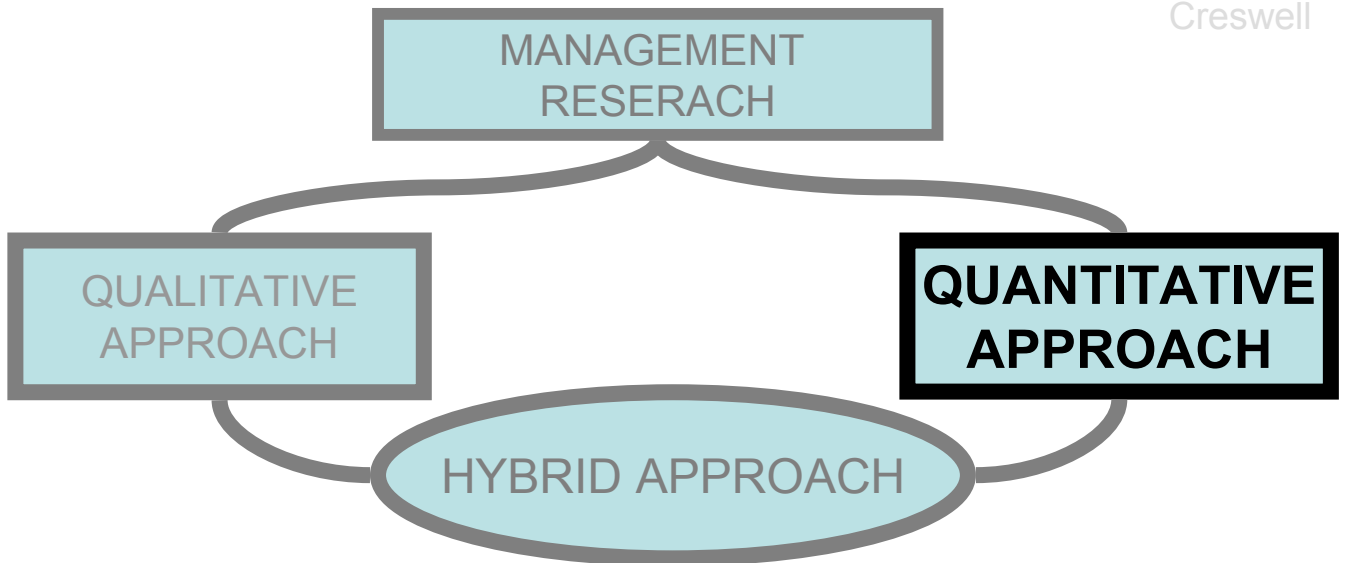 Creswell
MANAGEMENT
RESERACH
QUALITATIVE
APPROACH
QUANTITATIVE
APPROACH
HYBRID APPROACH